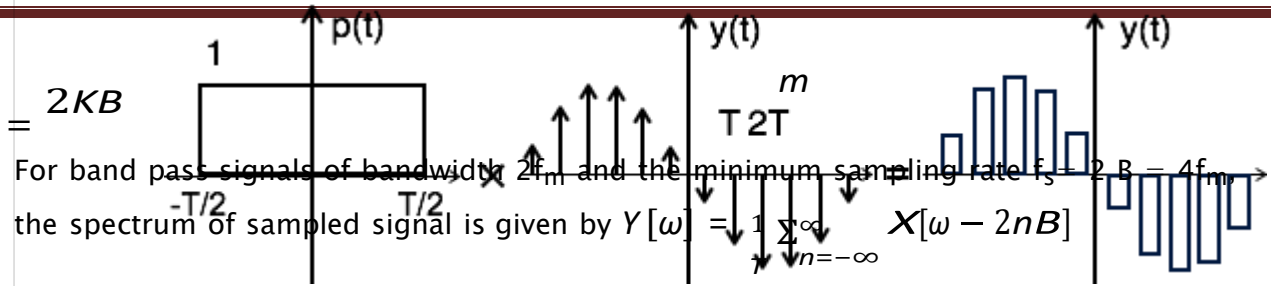 p(t) y(t) y(t)
1
m
= 2KB T 2T
For band pass signals of bandwidth 2fₘ and the minimum sampling rate fₛ = 2 B = 4fₘ,
-T/2 T/2
the spectrum of sampled signal is given by Y[ω] = 1/T ∑∞ n=−∞ X[ω − 2nB]